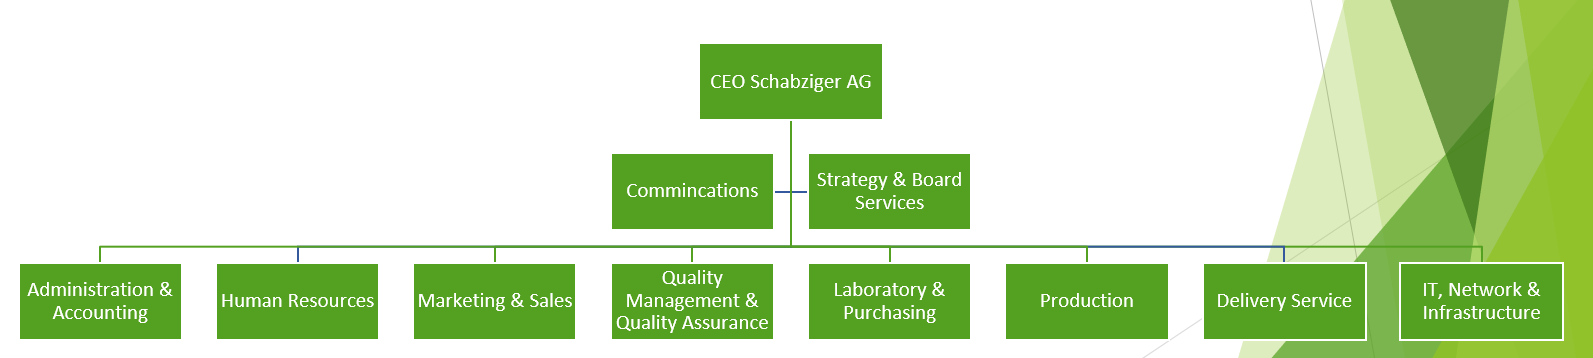 CEO Schabziger AG
Commincations
Strategy & Board
Services
Administration &
Accounting
Human Resources
Marketing & Sales
Quality
Management &
Quality Assurance
Laboratory &
Purchasing
Production
Delivery Service
IT, Network &
Infrastructure